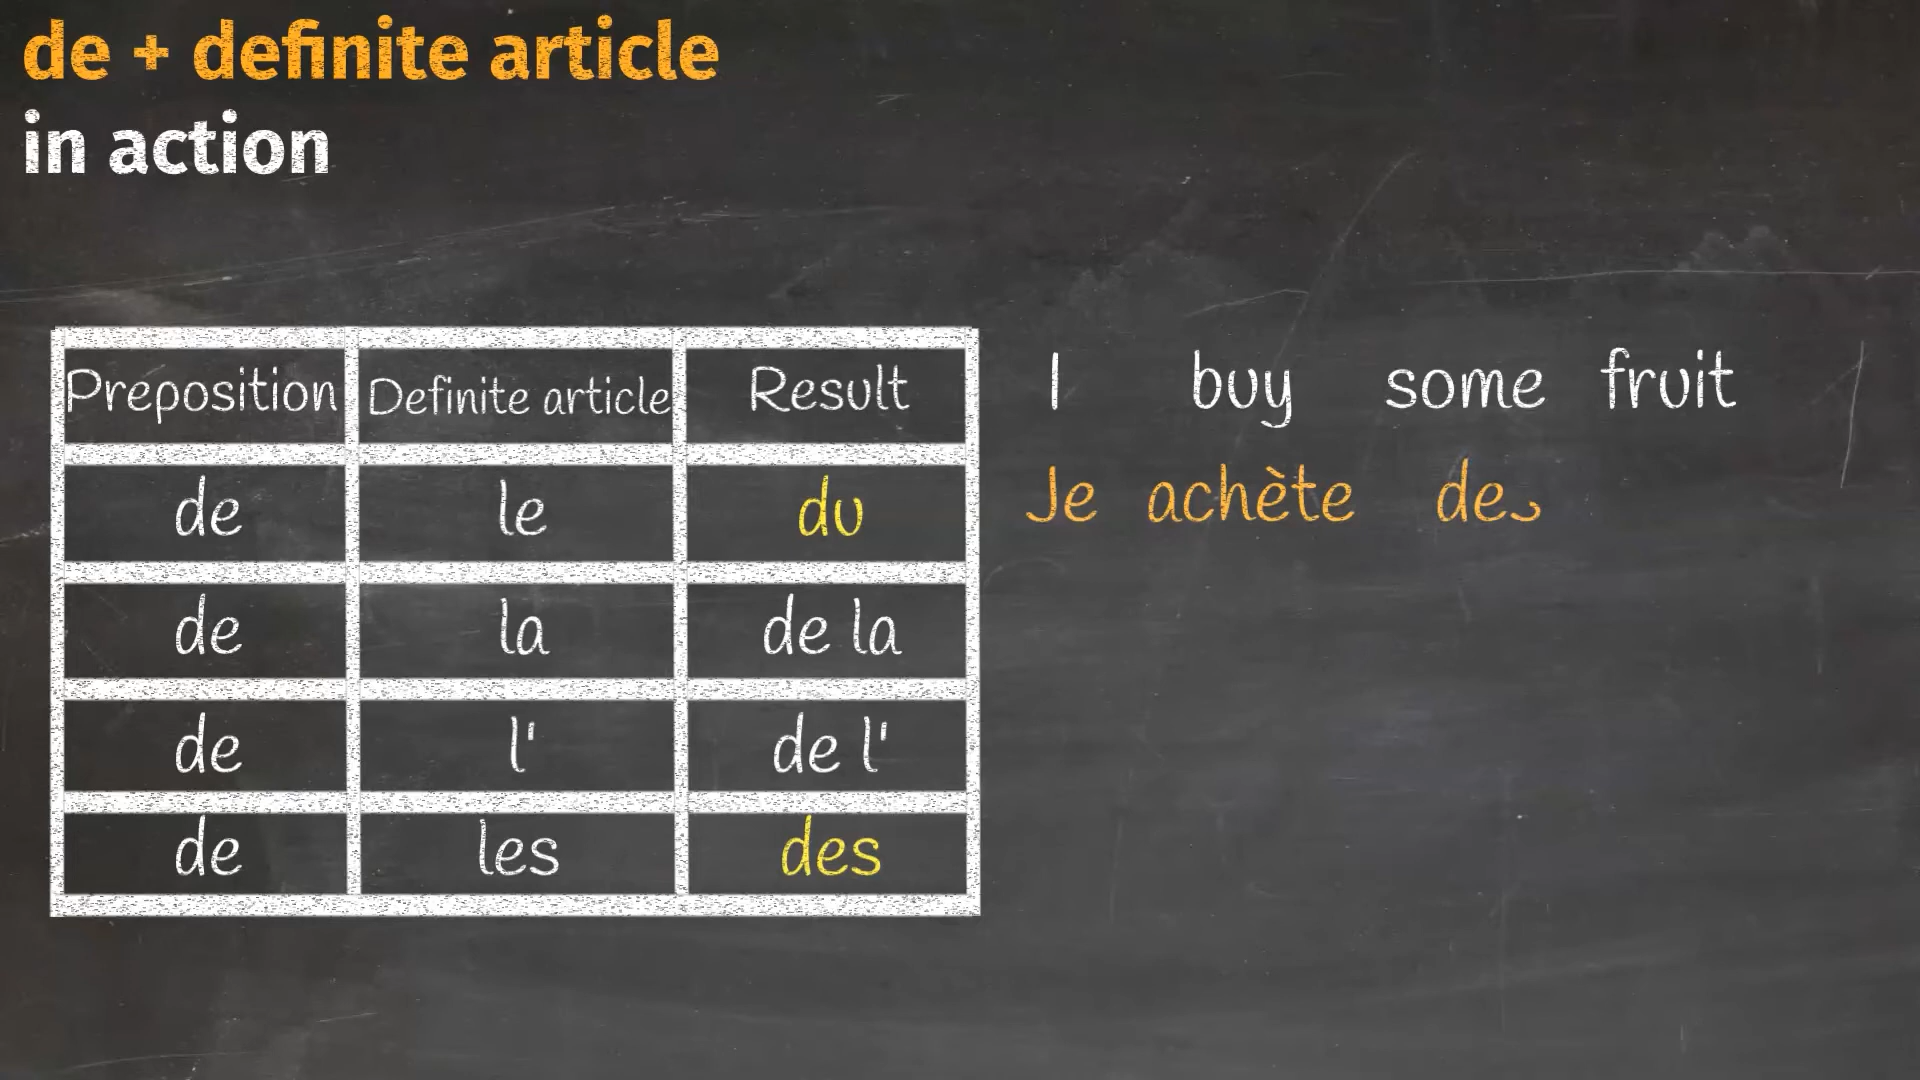 de + definite article
in action
Preposition Definite article Result
de le du
de la de la
de l' de l'
de les des
I buy some fruit
Je achète des